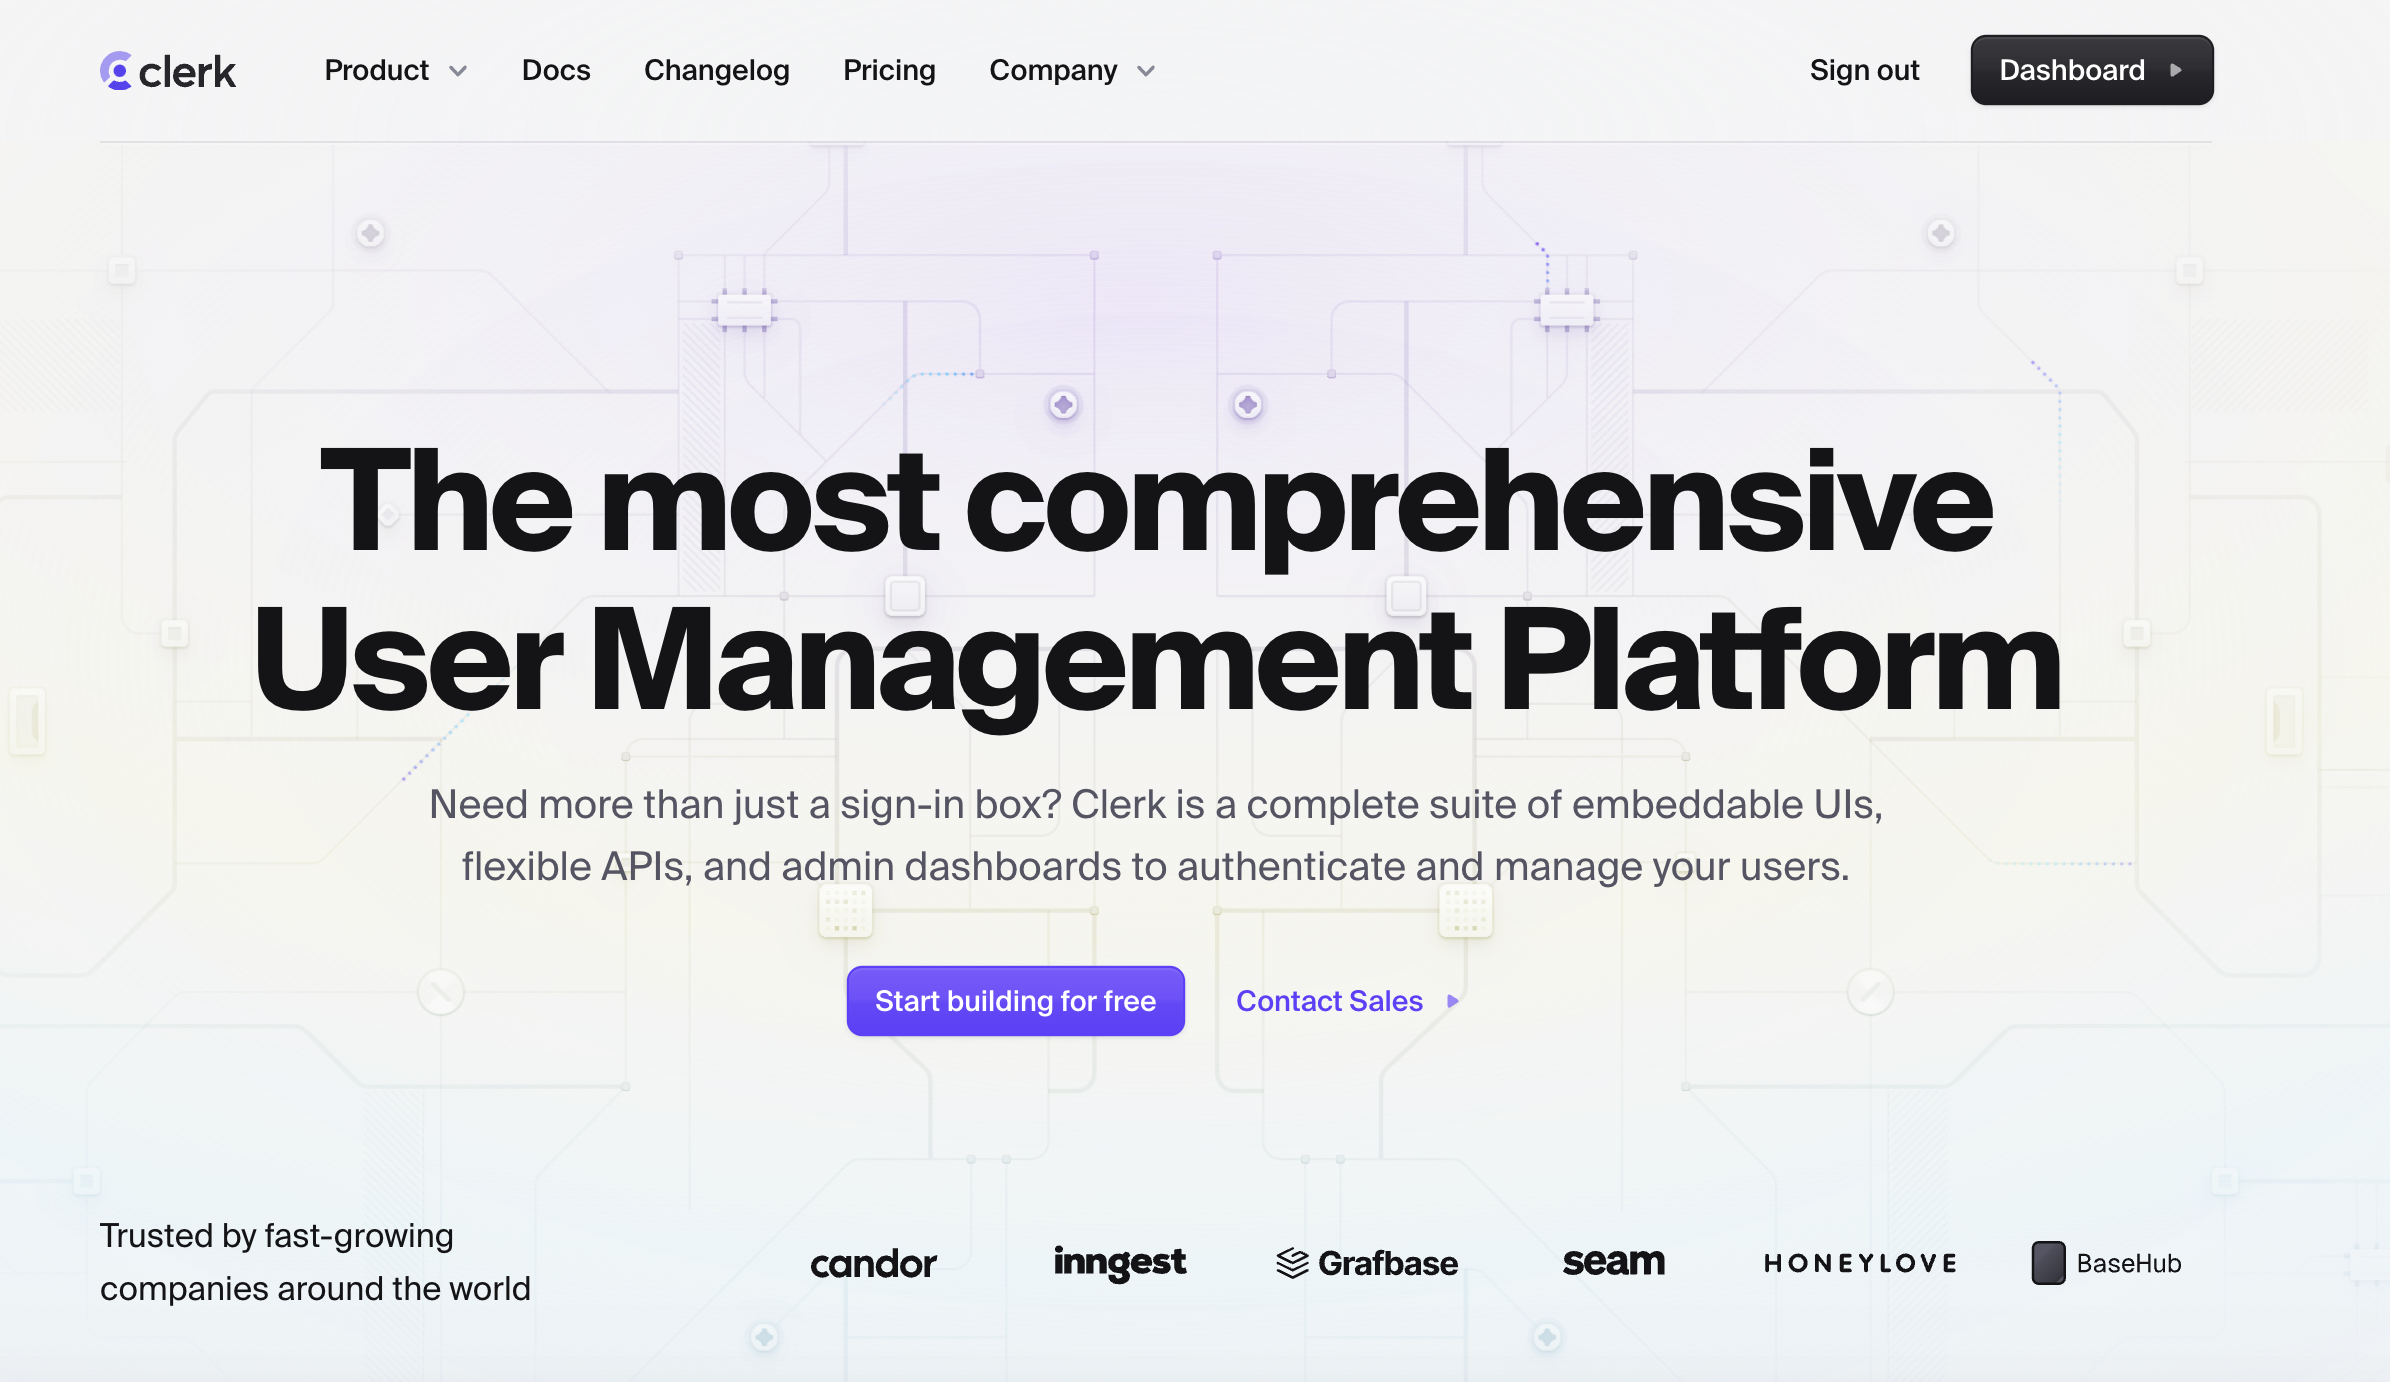 clerk
Product
Docs
Changelog
Pricing
Company
Sign out
Dashboard
The most comprehensive
User Management Platform
Need more than just a sign-in box? Clerk is a complete suite of embeddable UIs,
flexible APIs, and admin dashboards to authenticate and manage your users.
Start building for free
Contact Sales
Trusted by fast-growing
companies around the world
candor
inngest
Grafbase
seam
HONEYLOVE
BaseHub